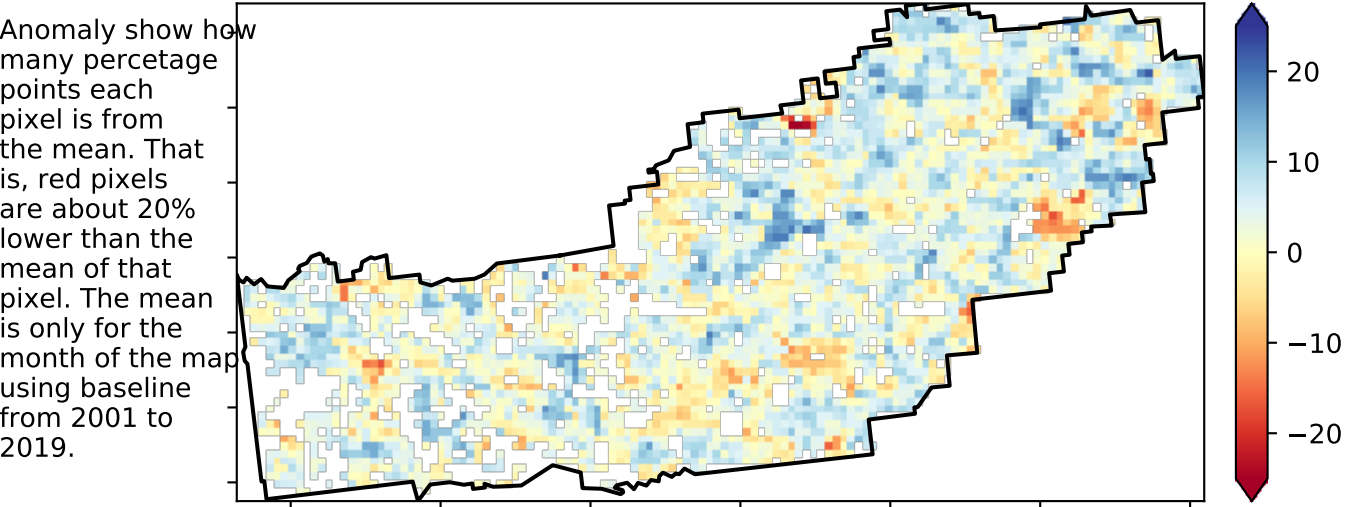 Anomaly show how
many percetage
points each
pixel is from
the mean. That
is, red pixels
are about 20%
lower than the
mean of that
pixel. The mean
is only for the
month of the map
using baseline
from 2001 to
2019.
20
10
0
−10
−20